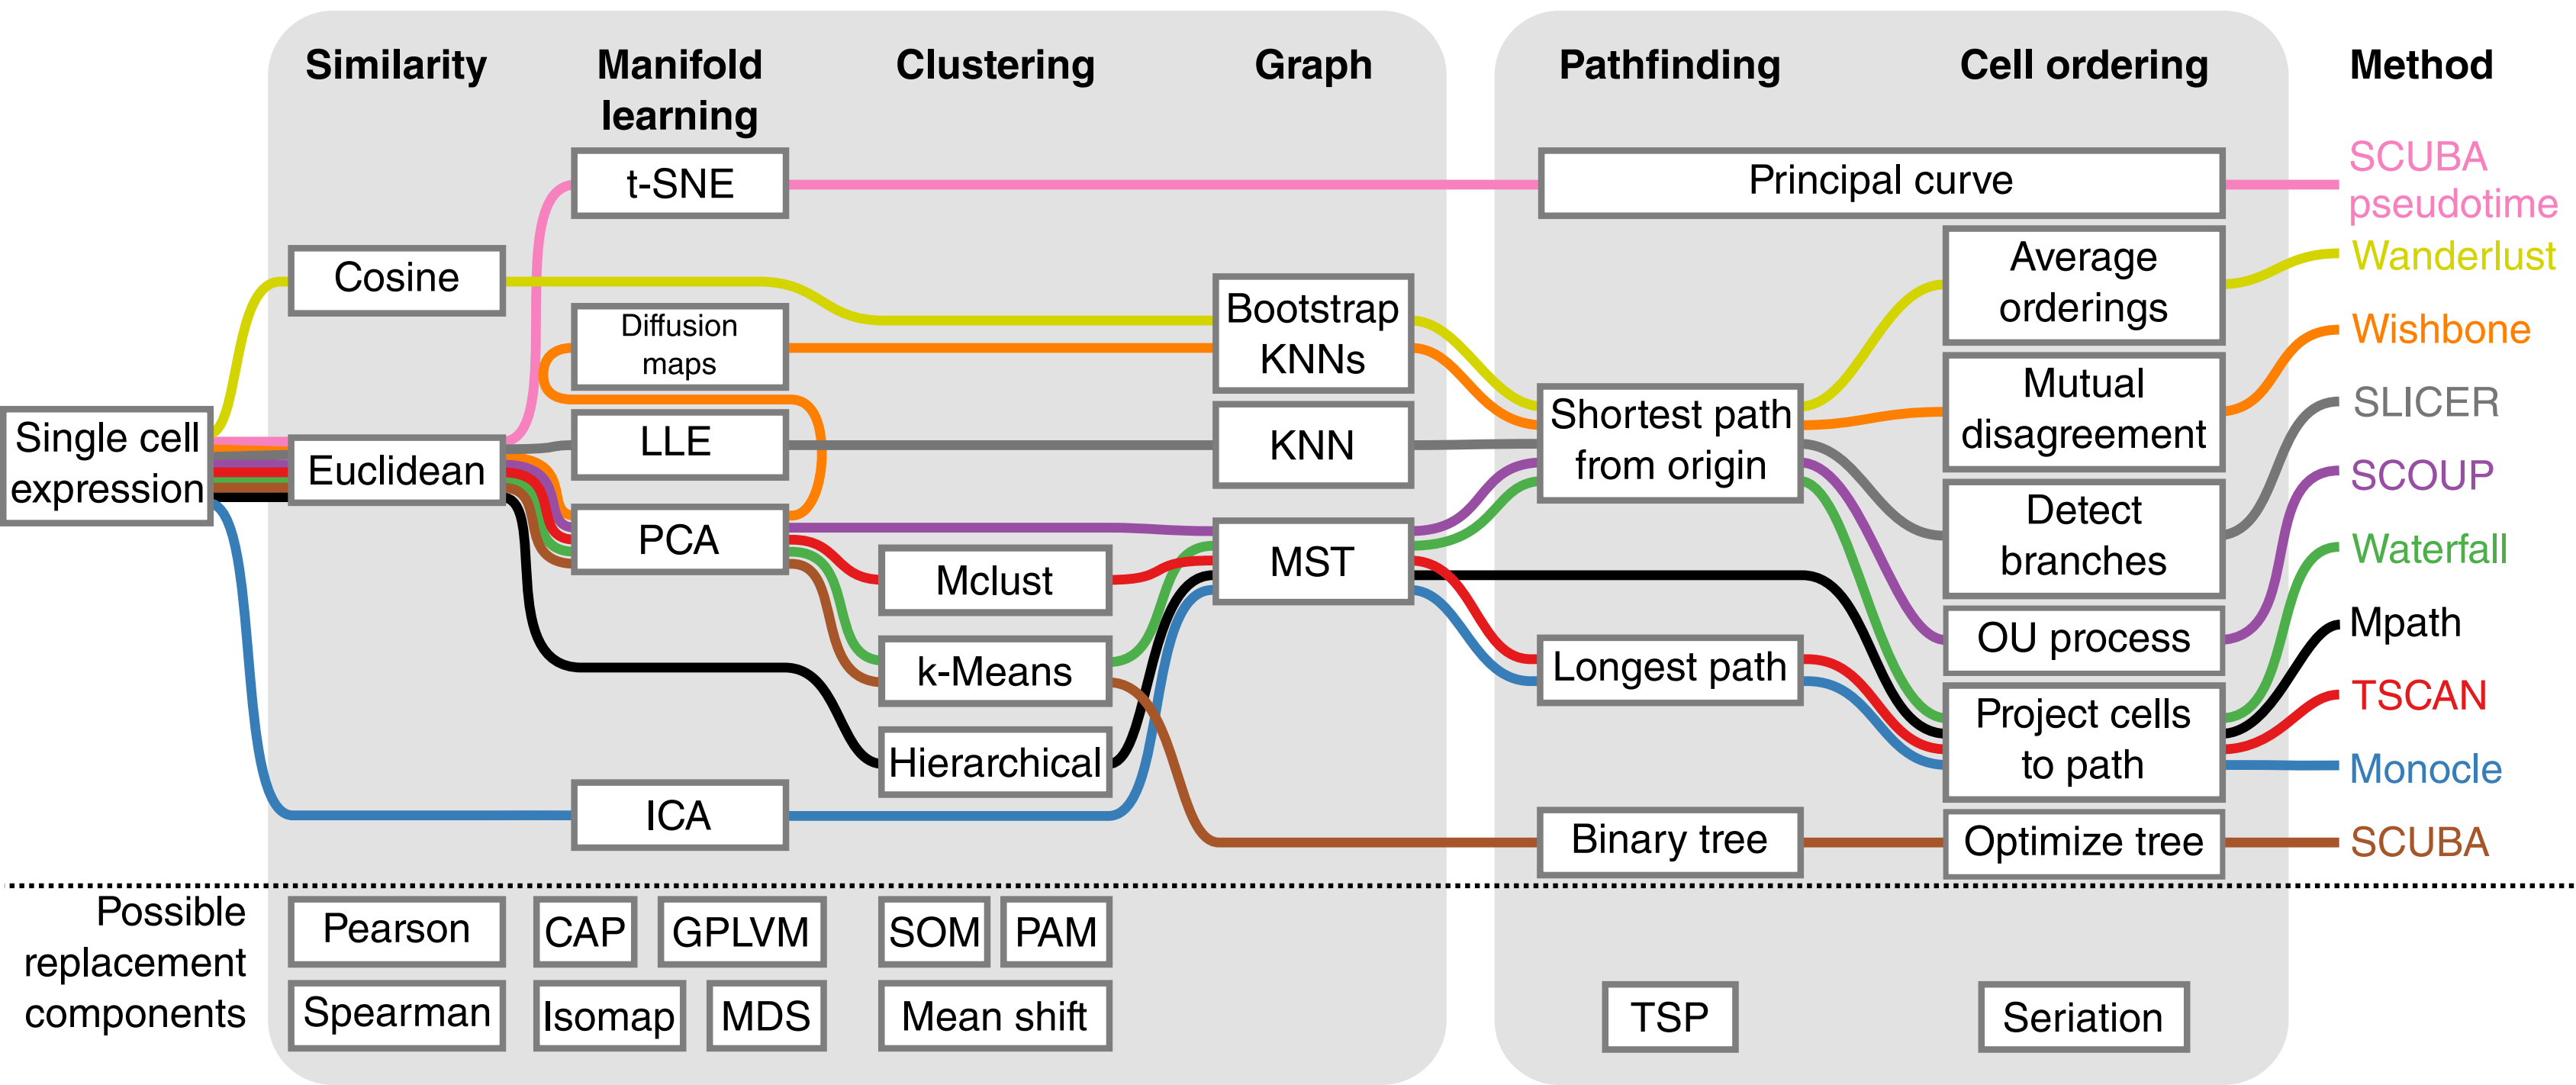 Similarity
Manifold
learning
Clustering
Graph
Pathfinding
Cell ordering
Method
t-SNE
Principal curve
SCUBA
pseudotime
Cosine
Average
orderings
Wanderlust
Diffusion
maps
Bootstrap
KNNs
Mutual
disagreement
Wishbone
Single cell
expression
Euclidean
LLE
KNN
Shortest path
from origin
SLICER
PCA
Mclust
MST
Detect
branches
SCOUP
Waterfall
k-Means
Longest path
OU process
Mpath
Hierarchical
Project cells
to path
TSCAN
Monocle
ICA
Binary tree
Optimize tree
SCUBA
Possible
replacement
components
Pearson
CAP
GPLVM
SOM
PAM
Spearman
Isomap
MDS
Mean shift
TSP
Seriation